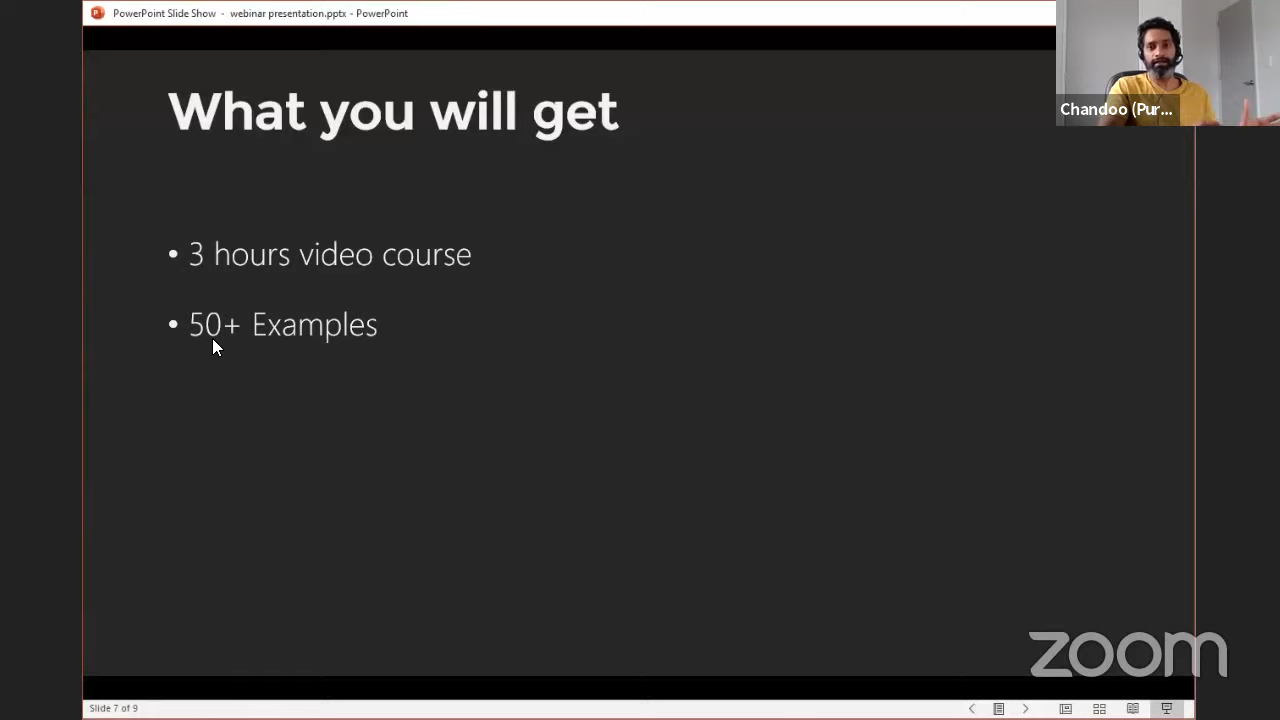 PowerPoint Slide Show - webinar presentation.pptx - PowerPoint
Chandoo (Pur...
What you will get
• 3 hours video course
• 50+ Examples
zoom
Slide 7 of 9